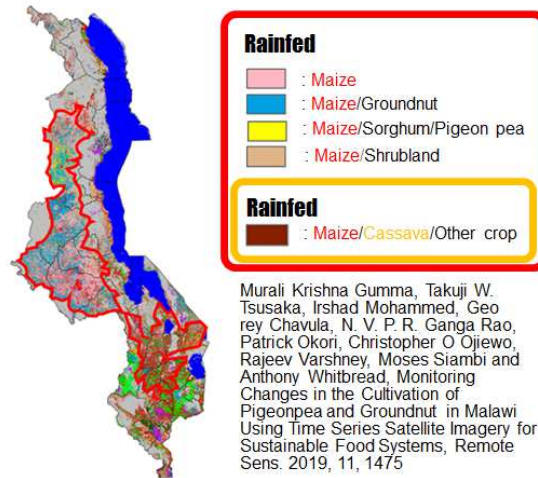 Rainfed
: Maize
: Maize/Groundnut
: Maize/Sorghum/Pigeon pea
: Maize/Shrubland
Rainfed
: Maize/Cassava/Other crop
Murali Krishna Gumma, Takuji W.
Tsusaka, Irshad Mohammed, Geo
rey Chavula, N. V. P. R. Ganga Rao,
Patrick Okori, Christopher O Ojiewo,
Rajeev Varshney, Moses Siambi and
Anthony Whitbread, Monitoring
Changes in the Cultivation of
Pigeonpea and Groundnut in Malawi
Using Time Series Satellite Imagery for
Sustainable Food Systems, Remote
Sens. 2019, 11, 1475